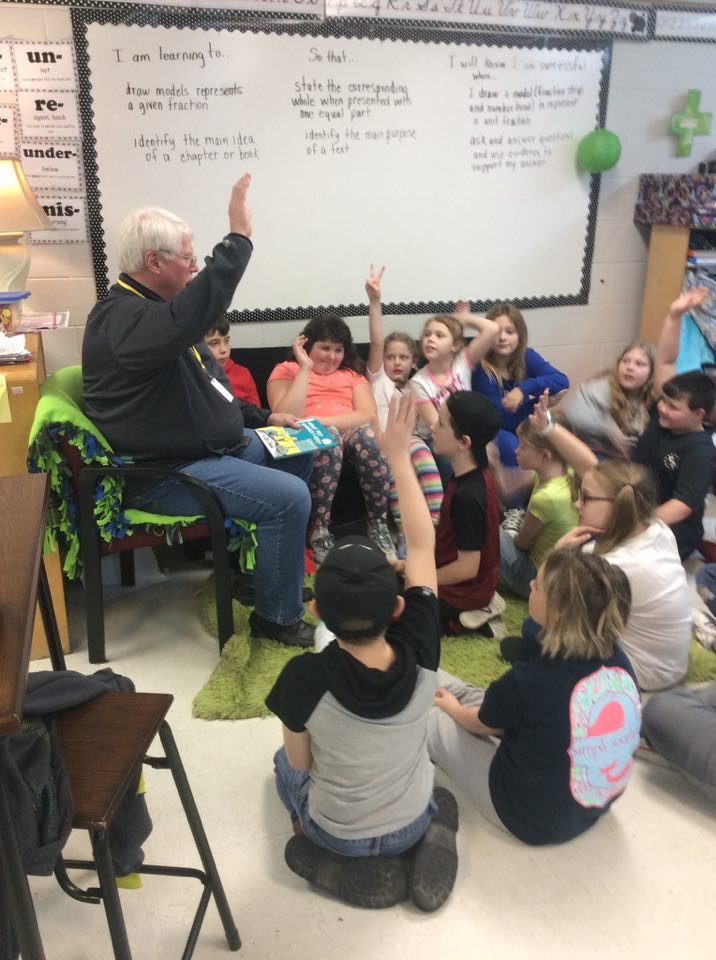 I am learning to...
draw models represents
a given fraction
identify the main idea
of a chapter or book
So that...
state the corresponding
whole when presented with
one equal part.
identify the main purpose
of a text
I will know I am successful
when...
I draw a model (fraction strips
and number bond) to represent
a unit fraction
ask and answer questions
and use evidence to
support my answer
un-
not
re-
again, back
under-
below
mis-
wrong
simply